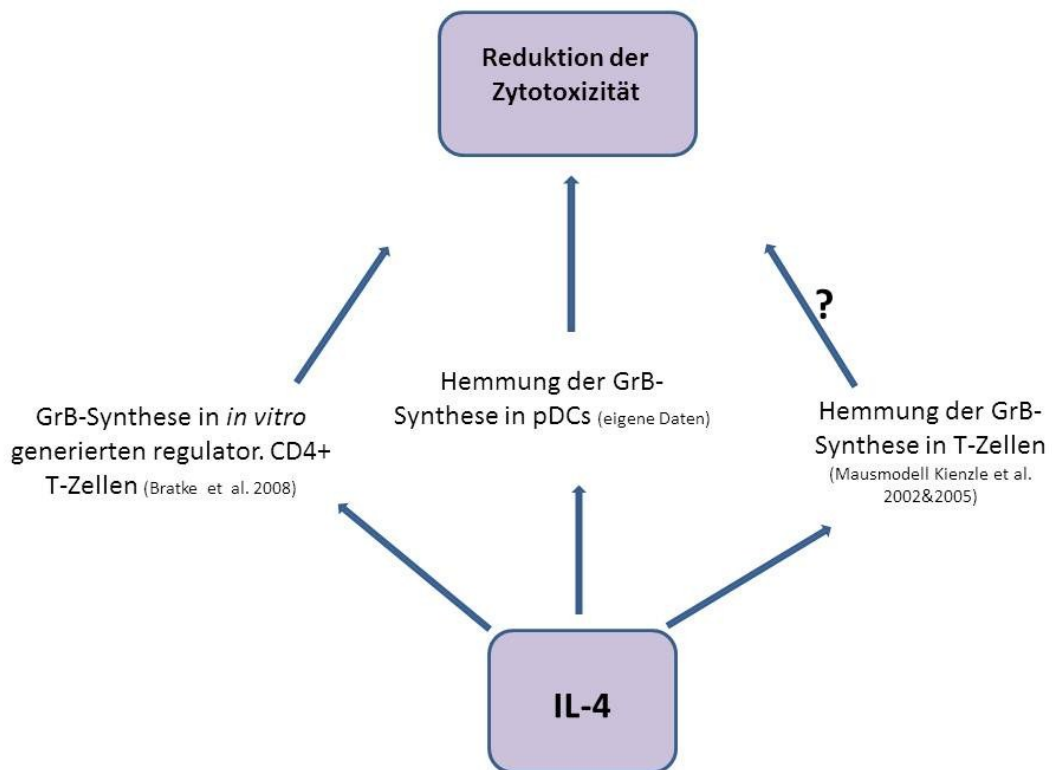 Reduktion der
Zytotoxizität
?
GrB-Synthese in in vitro
generierten regulator. CD4+
T-Zellen (Bratke et al. 2008)
Hemmung der GrB-
Synthese in pDCs (eigene Daten)
Hemmung der GrB-
Synthese in T-Zellen
(Mausmodell Kienzle et al.
2002&2005)
IL-4